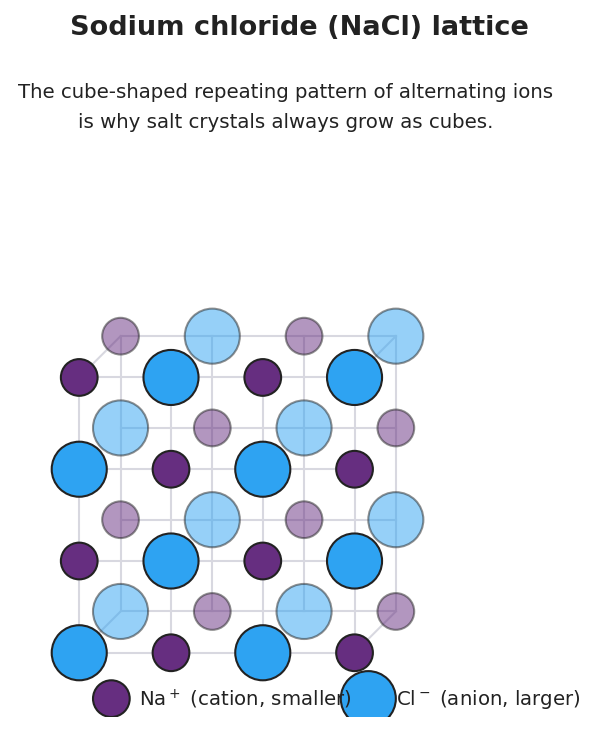 Sodium chloride (NaCl) lattice
The cube-shaped repeating pattern of alternating ions
is why salt crystals always grow as cubes.
Na⁺ (cation, smaller)
Cl⁻ (anion, larger)